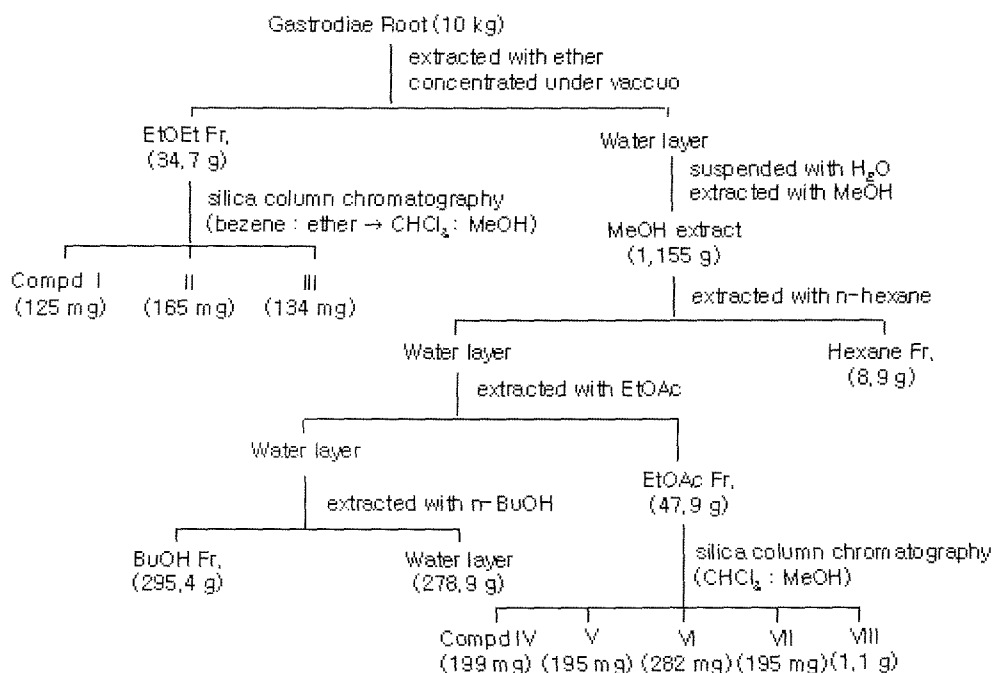 Gastrodiae Root (10 kg)
extracted with ether
concentrated under vaccuo
EtOEt Fr,
(34,7 g)
Water layer
silica column chromatography
(bezene : ether → CHCl₃ : MeOH)
suspended with H₂O
extracted with MeOH
MeOH extract
(1,155 g)
Compd I
(125 mg)
II
(165 mg)
III
(134 mg)
extracted with n-hexane
Water layer
Hexane Fr,
(8,9 g)
extracted with EtOAc
Water layer
EtOAc Fr,
(47,9 g)
extracted with n-BuOH
BuOH Fr,
(295,4 g)
Water layer
(278,9 g)
silica column chromatography
(CHCl₃ : MeOH)
Compd IV
(199 mg)
V
(195 mg)
VI
(282 mg)
VII
(195 mg)
VIII
(1,1 g)